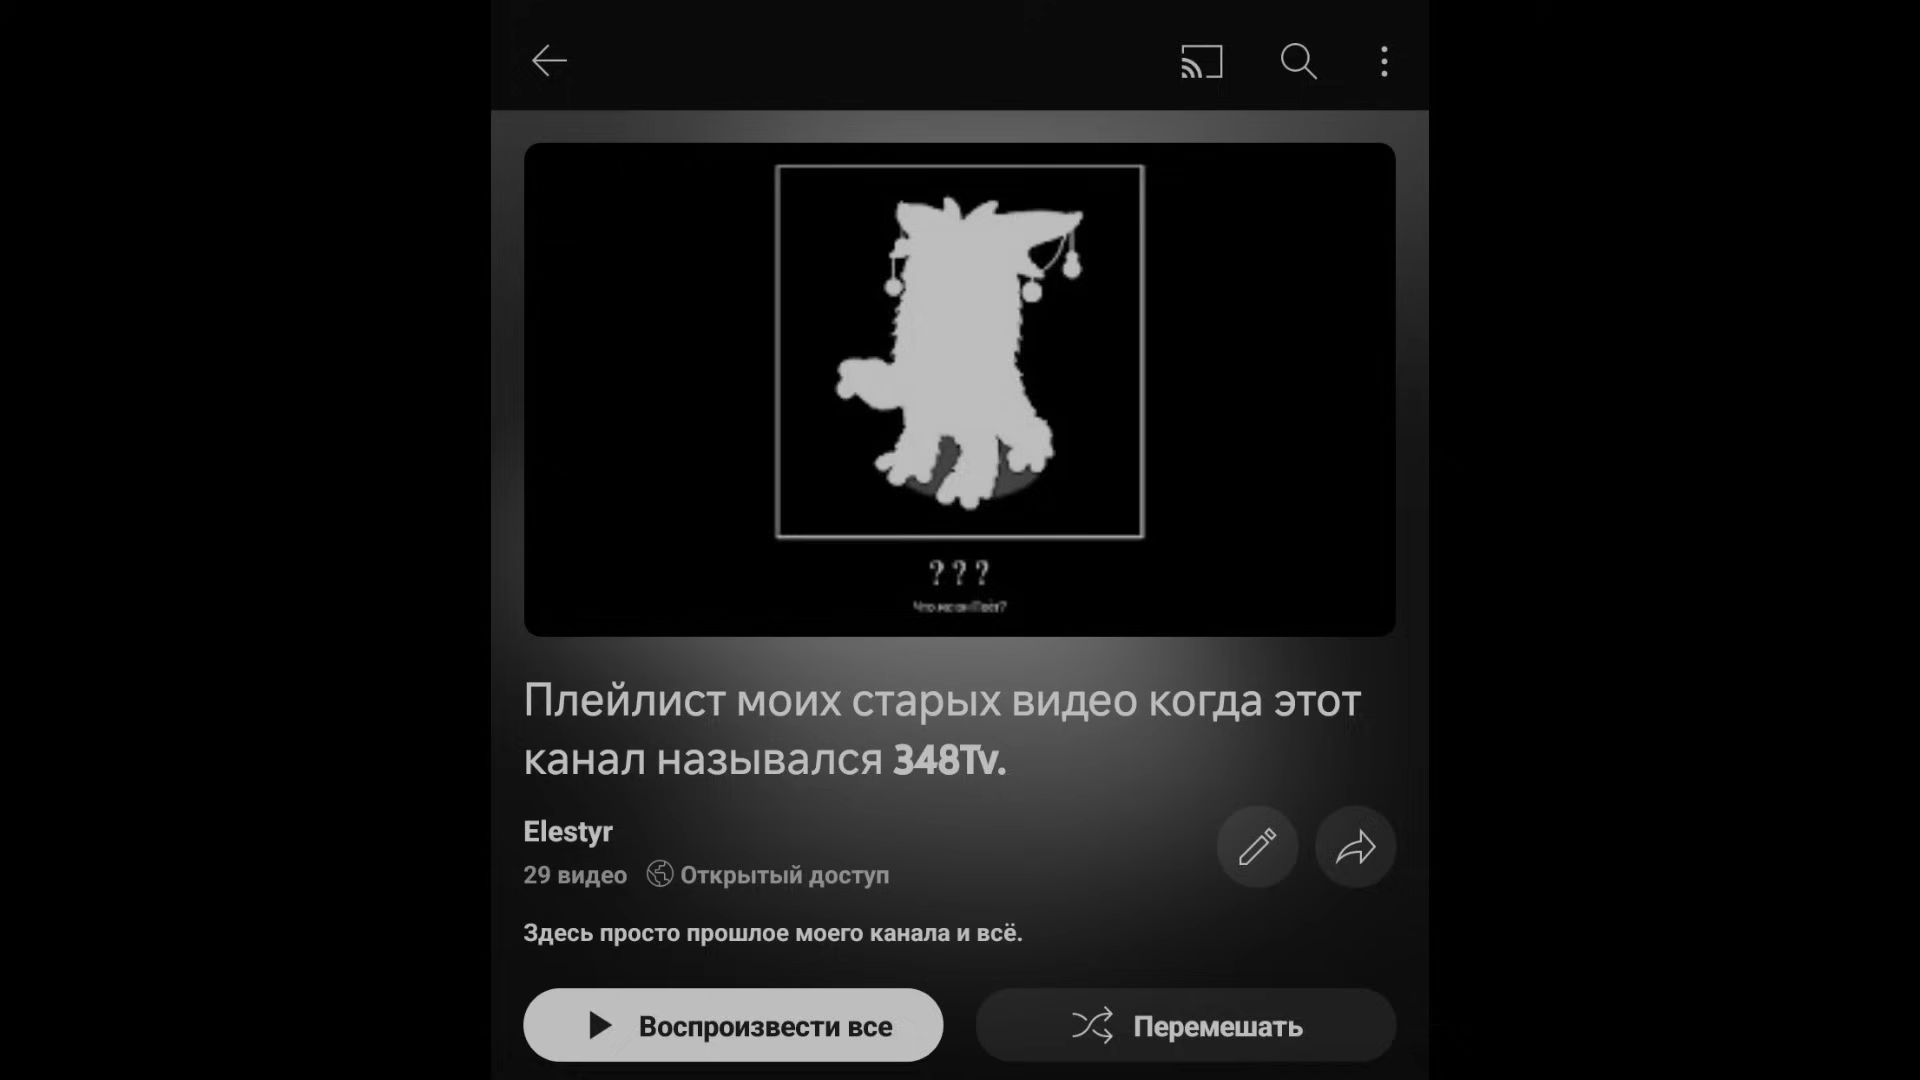 ???
Плейлист моих старых видео когда этот
канал назывался 348Tv.
Elestyr
29 видео Открытый доступ
Здесь просто прошлое моего канала и всё.
Воспроизвести все
Перемешать